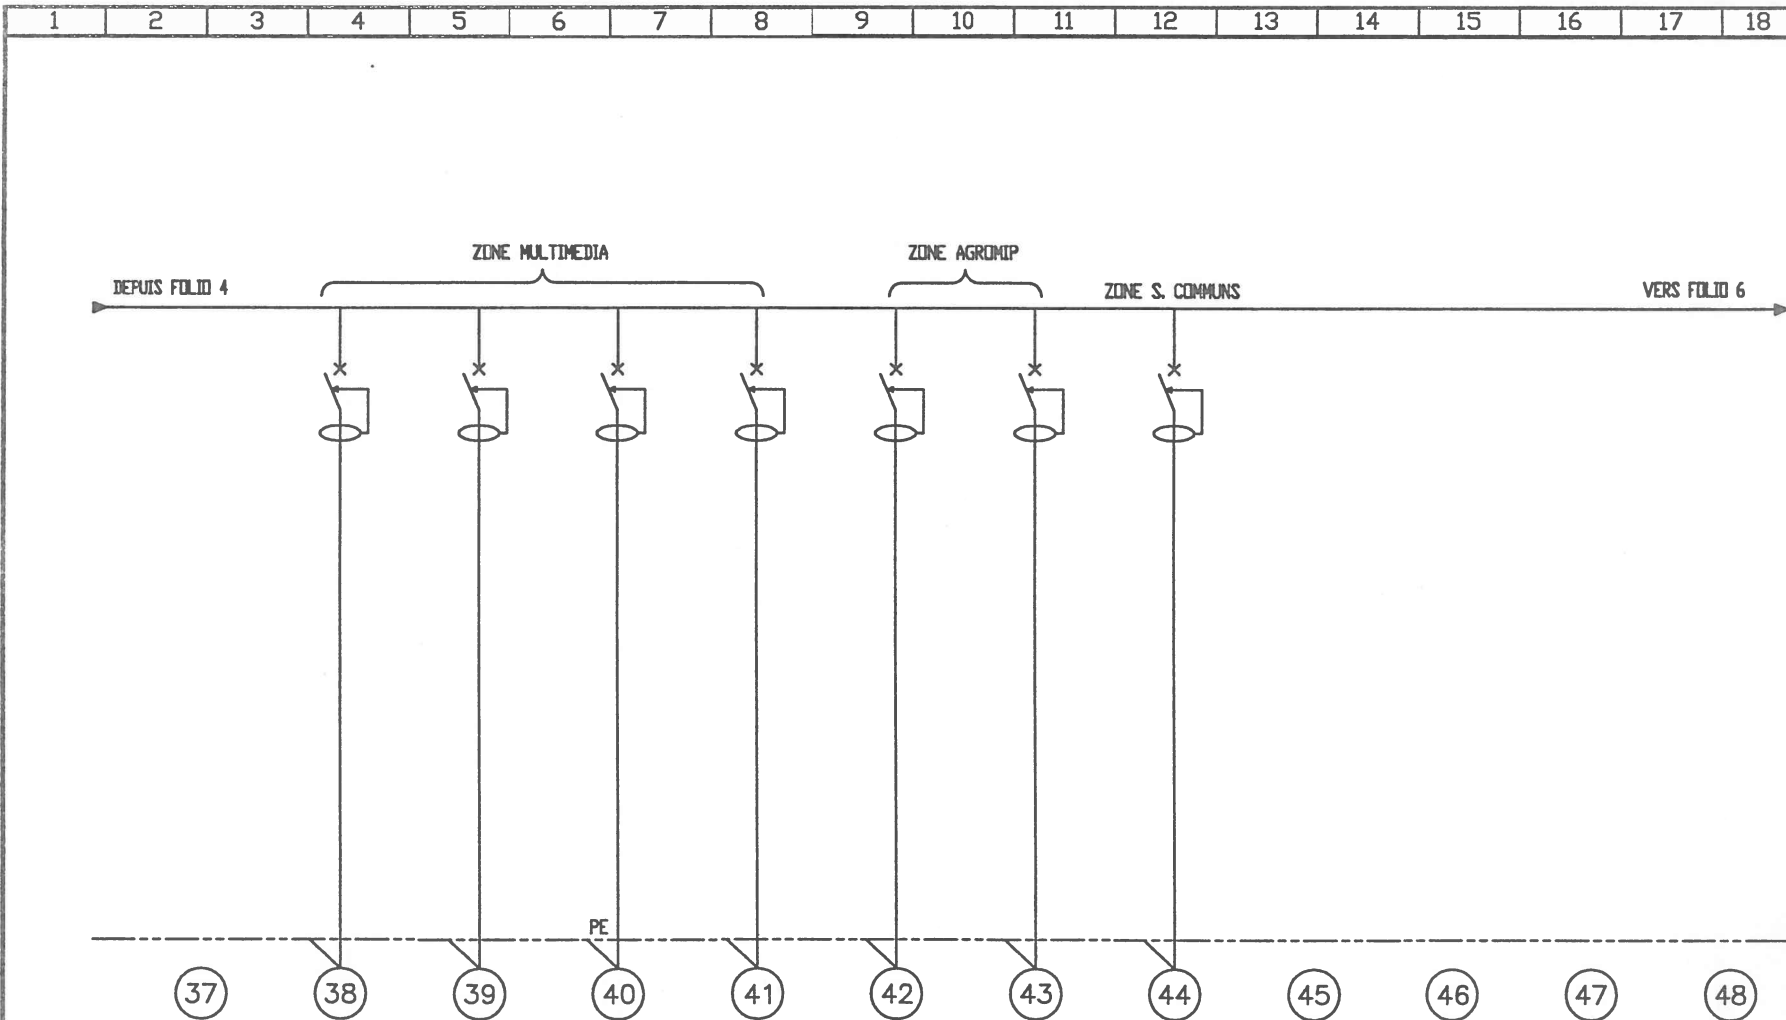 1 2 3 4 5 6 7 8 9 10 11 12 13 14 15 16 17 18
ZONE MULTIMEDIA
ZONE AGROMIP
DEPUIS FOLIO 4
ZONE S. COMMUNS
VERS FOLIO 6
PE
37 38 39 40 41 42 43 44 45 46 47 48